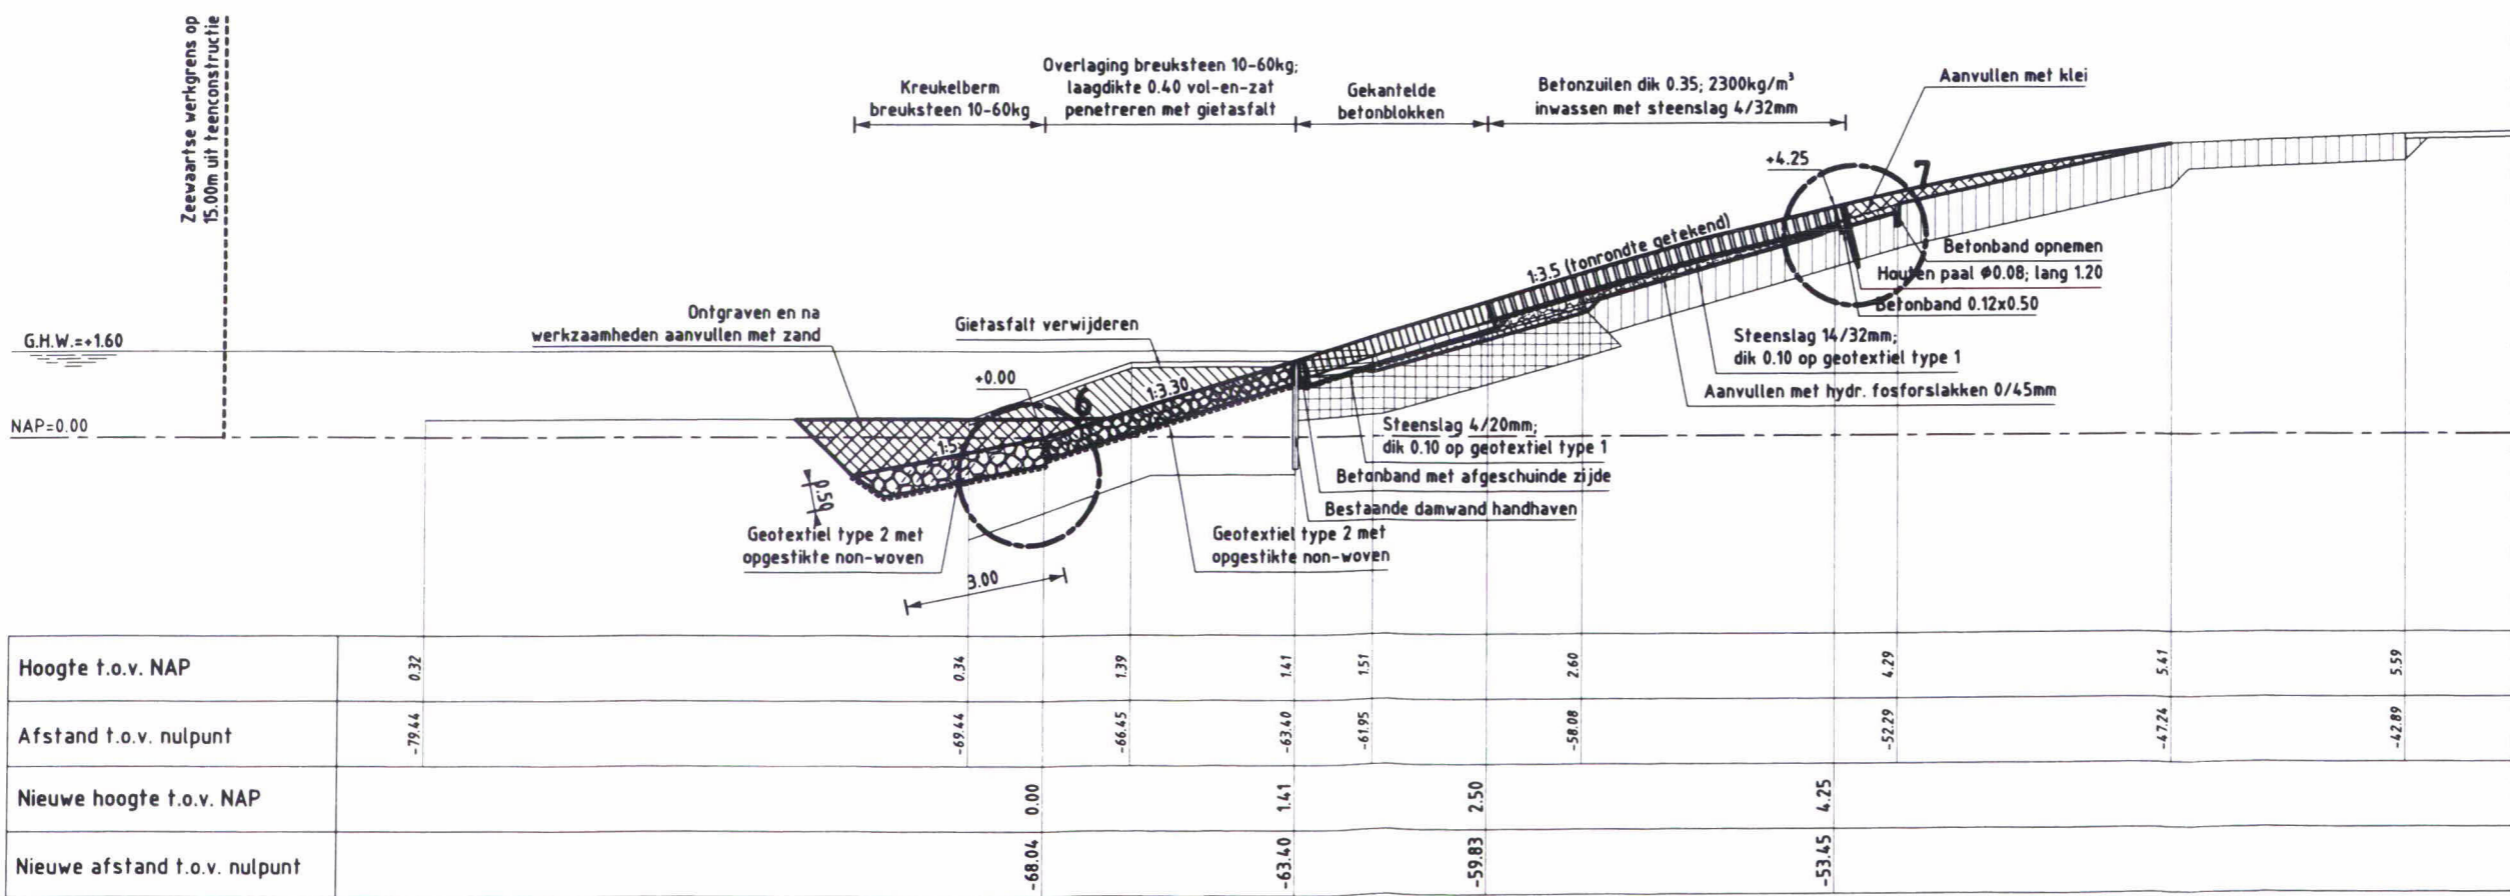 Zeewaartse werkgrens op
15.00m uit teenconstructie
Kreukelberm
breuksteen 10-60kg
Overlaging breuksteen 10-60kg;
laagdikte 0.40 vol-en-zat
penetreren met gietasfalt
Gekantelde
betonblokken
Betonzuilen dik 0.35; 2300kg/m³
inwassen met steenslag 4/32mm
Aanvullen met klei
+4.25
7
1:3.5 (tonrondte getekend)
Betonband opnemen
Houten paal Ø0.08; lang 1.20
Betonband 0.12x0.50
Ontgraven en na
werkzaamheden aanvullen met zand
Gietasfalt verwijderen
G.H.W.=+1.60
Steenslag 14/32mm;
dik 0.10 op geotextiel type 1
+0.00
6
1:3.30
Aanvullen met hydr. fosforslakken 0/45mm
NAP=0.00
1:5
Steenslag 4/20mm;
dik 0.10 op geotextiel type 1
Betonband met afgeschuinde zijde
0.50
Bestaande damwand handhaven
Geotextiel type 2 met
opgestikte non-woven
Geotextiel type 2 met
opgestikte non-woven
3.00
Hoogte t.o.v. NAP 0.32 0.34 1.39 1.41 1.51 2.60 4.29 5.41 5.59
Afstand t.o.v. nulpunt -79.44 -69.44 -66.45 -63.40 -61.95 -58.08 -52.29 -47.24 -42.89
Nieuwe hoogte t.o.v. NAP 0.00 1.41 2.50 4.25
Nieuwe afstand t.o.v. nulpunt -68.04 -63.40 -59.83 -53.45